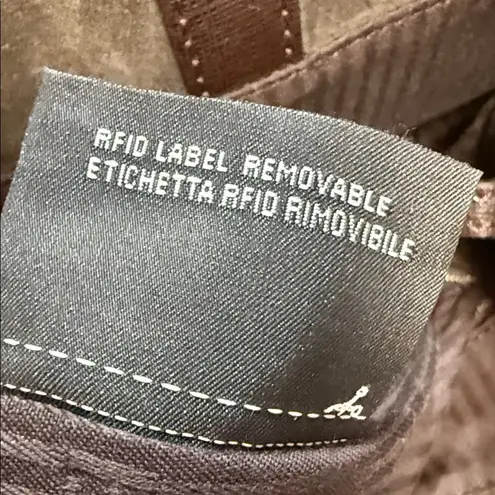 RFID LABEL REMOVABLE
ETICHETTA RFID RIMOVIBILE